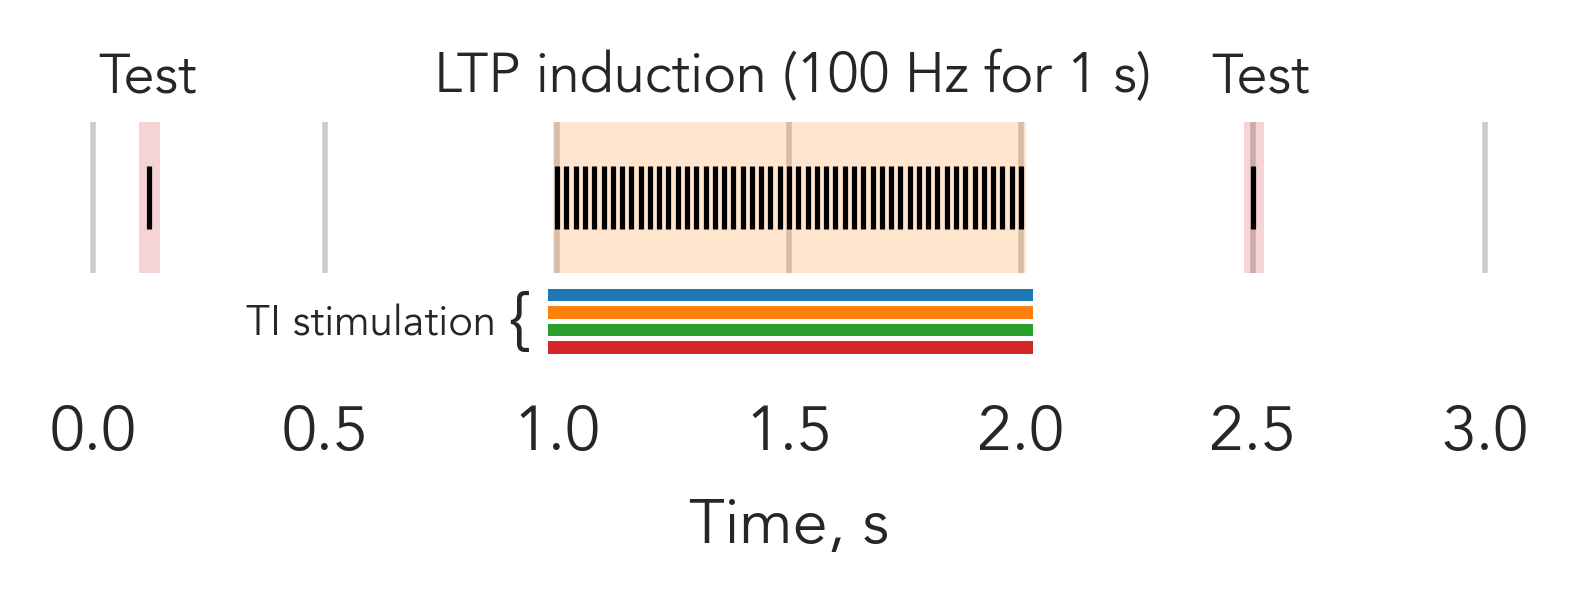 Test LTP induction (100 Hz for 1 s) Test
TI stimulation {
0.0 0.5 1.0 1.5 2.0 2.5 3.0
Time, s